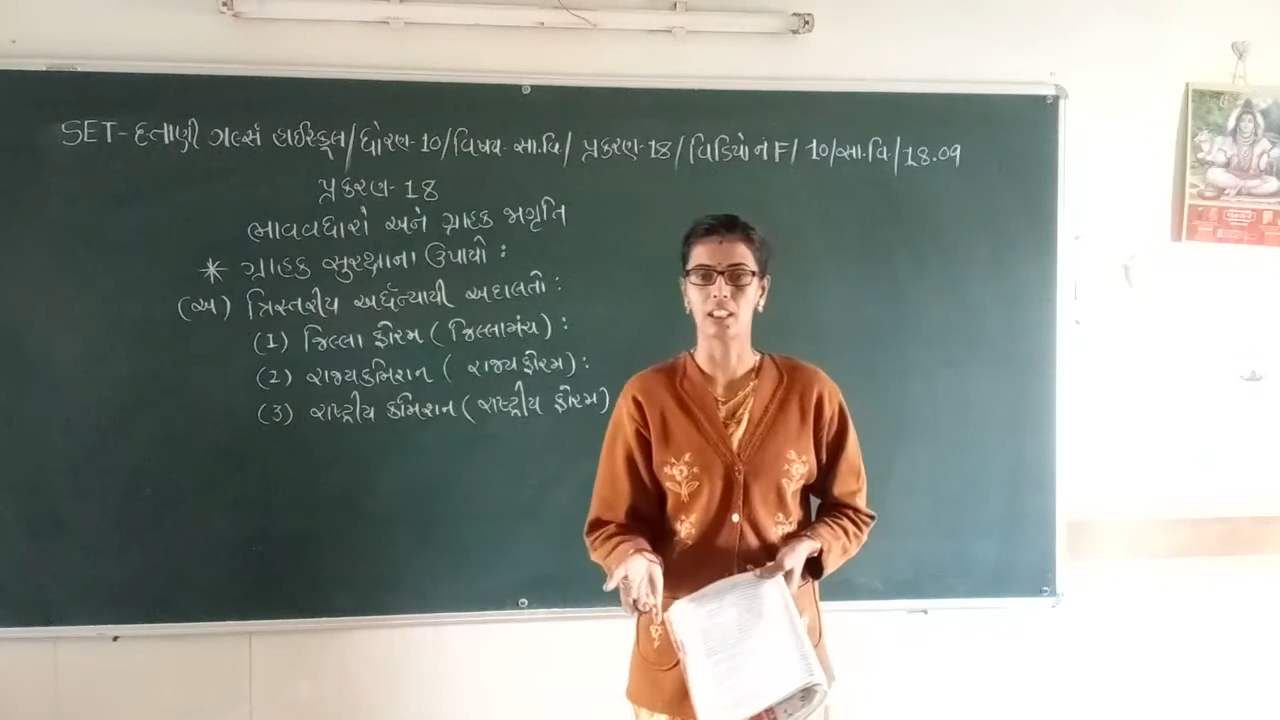 SET- દતાણી ગર્લ્સ હાઈસ્કૂલ/ધોરણ-10/વિષય-સા.વિ/ પ્રકરણ-18/વિડિયો નં F/ 10/સા.વિ./18.09
પ્રકરણ-18
ભાવવધારો અને ગ્રાહક જાગૃતિ
* ગ્રાહક સુરક્ષાના ઉપાયો :
(અ) ત્રિસ્તરીય અર્ધન્યાયી અદાલતો :
(1) જિલ્લા ફોરમ ( જિલ્લામંચ) :
(2) રાજ્યકમિશન ( રાજ્ય ફોરમ) :
(3) રાષ્ટ્રીય કમિશન ( રાષ્ટ્રીય ફોરમ)